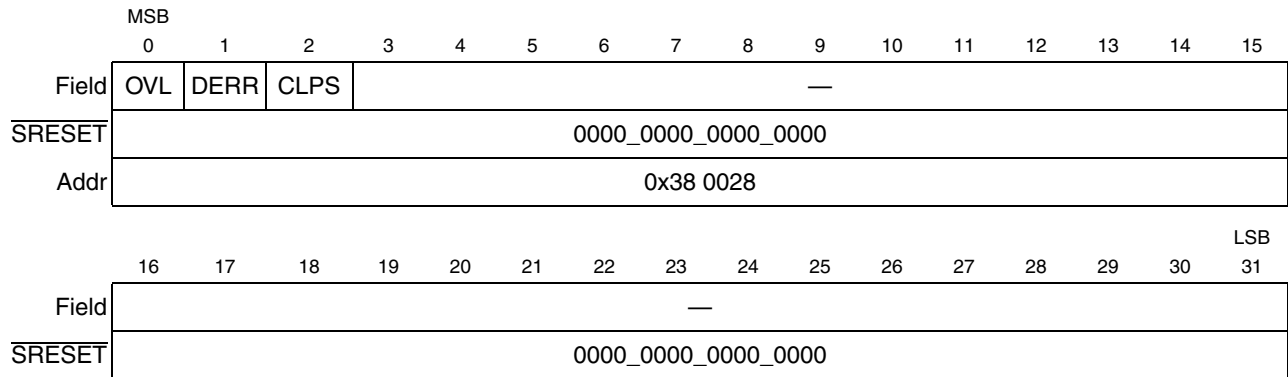 MSB
0 1 2 3 4 5 6 7 8 9 10 11 12 13 14 15
Field OVL DERR CLPS —
SRESET 0000_0000_0000_0000
Addr 0x38 0028
LSB
16 17 18 19 20 21 22 23 24 25 26 27 28 29 30 31
Field —
SRESET 0000_0000_0000_0000